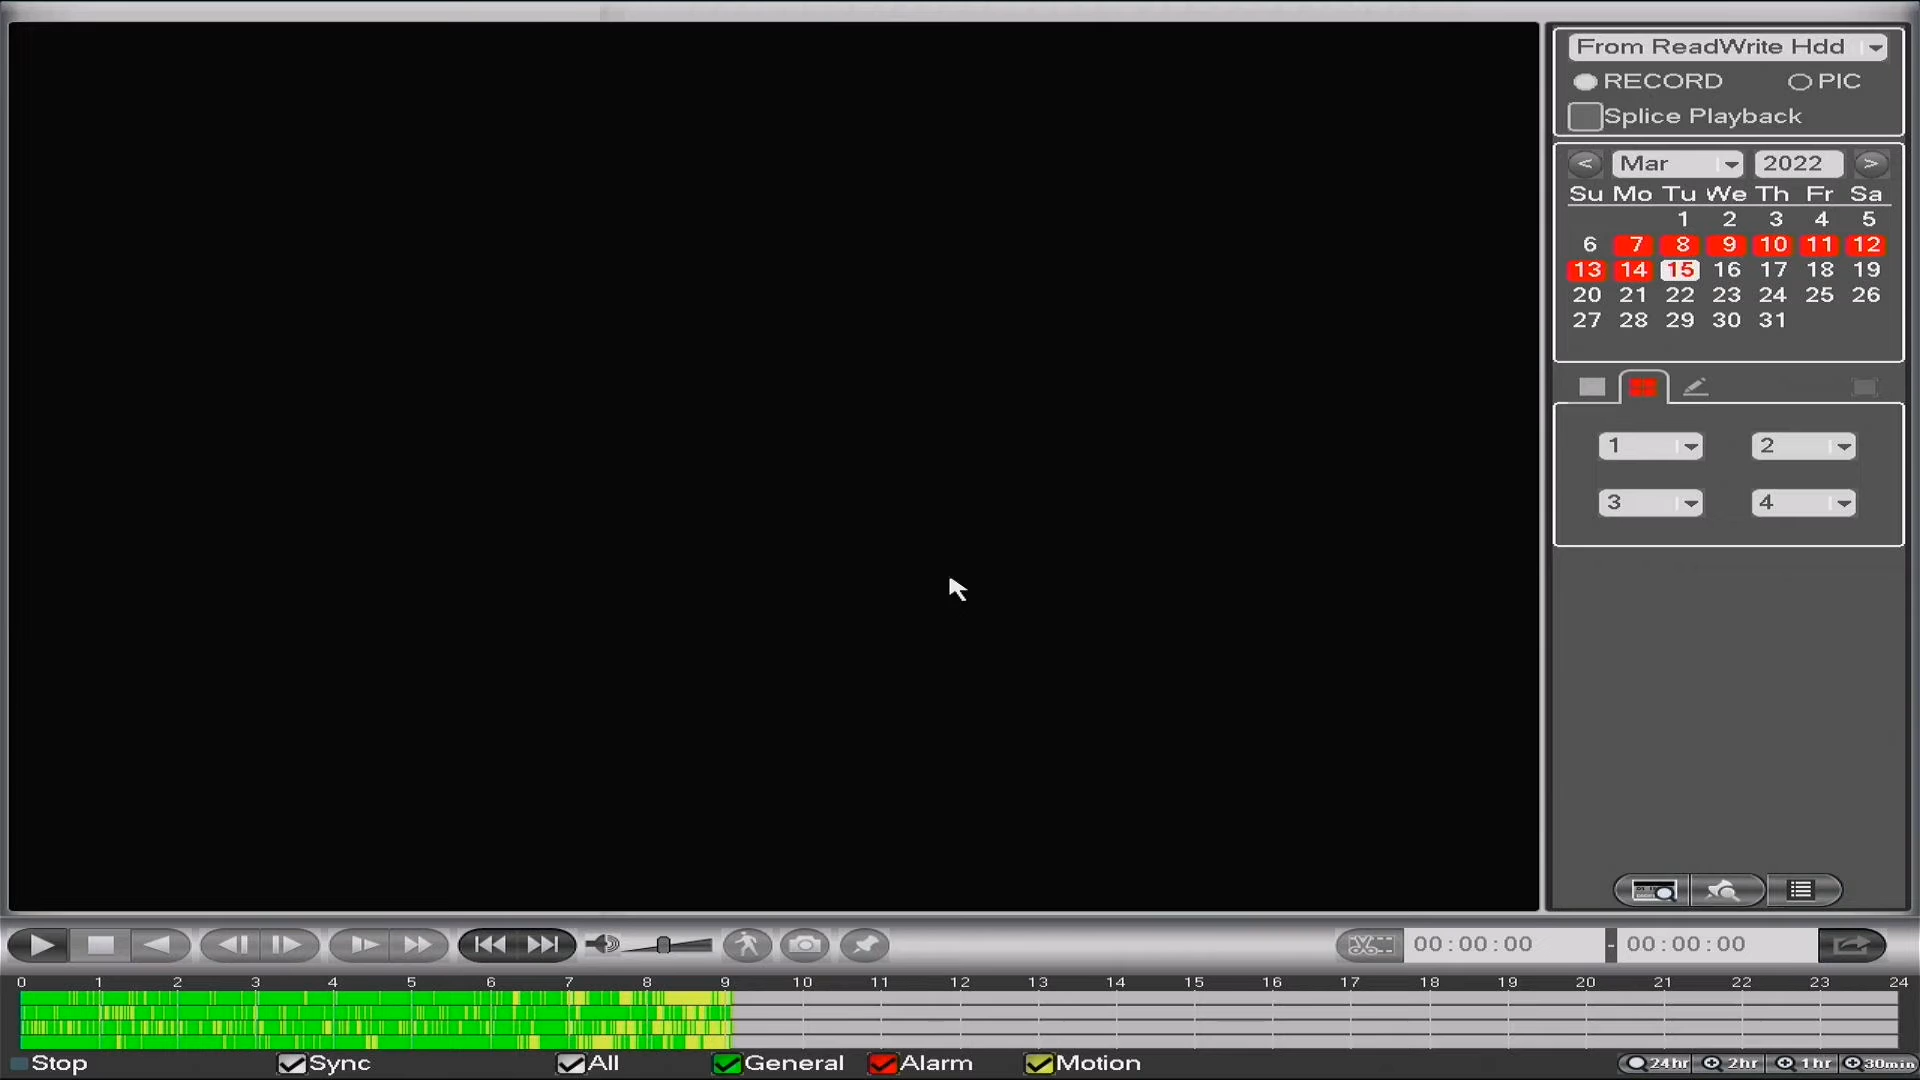 From ReadWrite Hdd
RECORD PIC
Splice Playback
< Mar 2022 >
Su Mo Tu We Th Fr Sa
1 2 3 4 5
6 7 8 9 10 11 12
13 14 15 16 17 18 19
20 21 22 23 24 25 26
27 28 29 30 31
1 2
3 4
00:00:00 - 00:00:00
0 1 2 3 4 5 6 7 8 9 10 11 12 13 14 15 16 17 18 19 20 21 22 23 24
Stop Sync All General Alarm Motion 24hr 2hr 1hr 30min